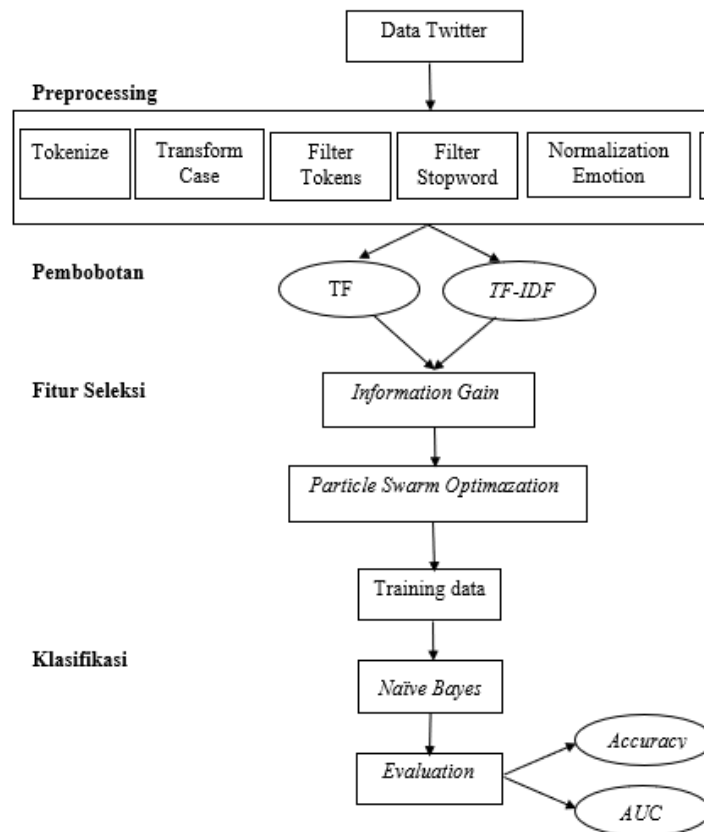 Data Twitter
Preprocessing
Tokenize
Transform
Case
Filter
Tokens
Filter
Stopword
Normalization
Emotion
Pembobotan
TF
TF-IDF
Fitur Seleksi
Information Gain
Particle Swarm Optimazation
Training data
Klasifikasi
Naïve Bayes
Evaluation
Accuracy
AUC